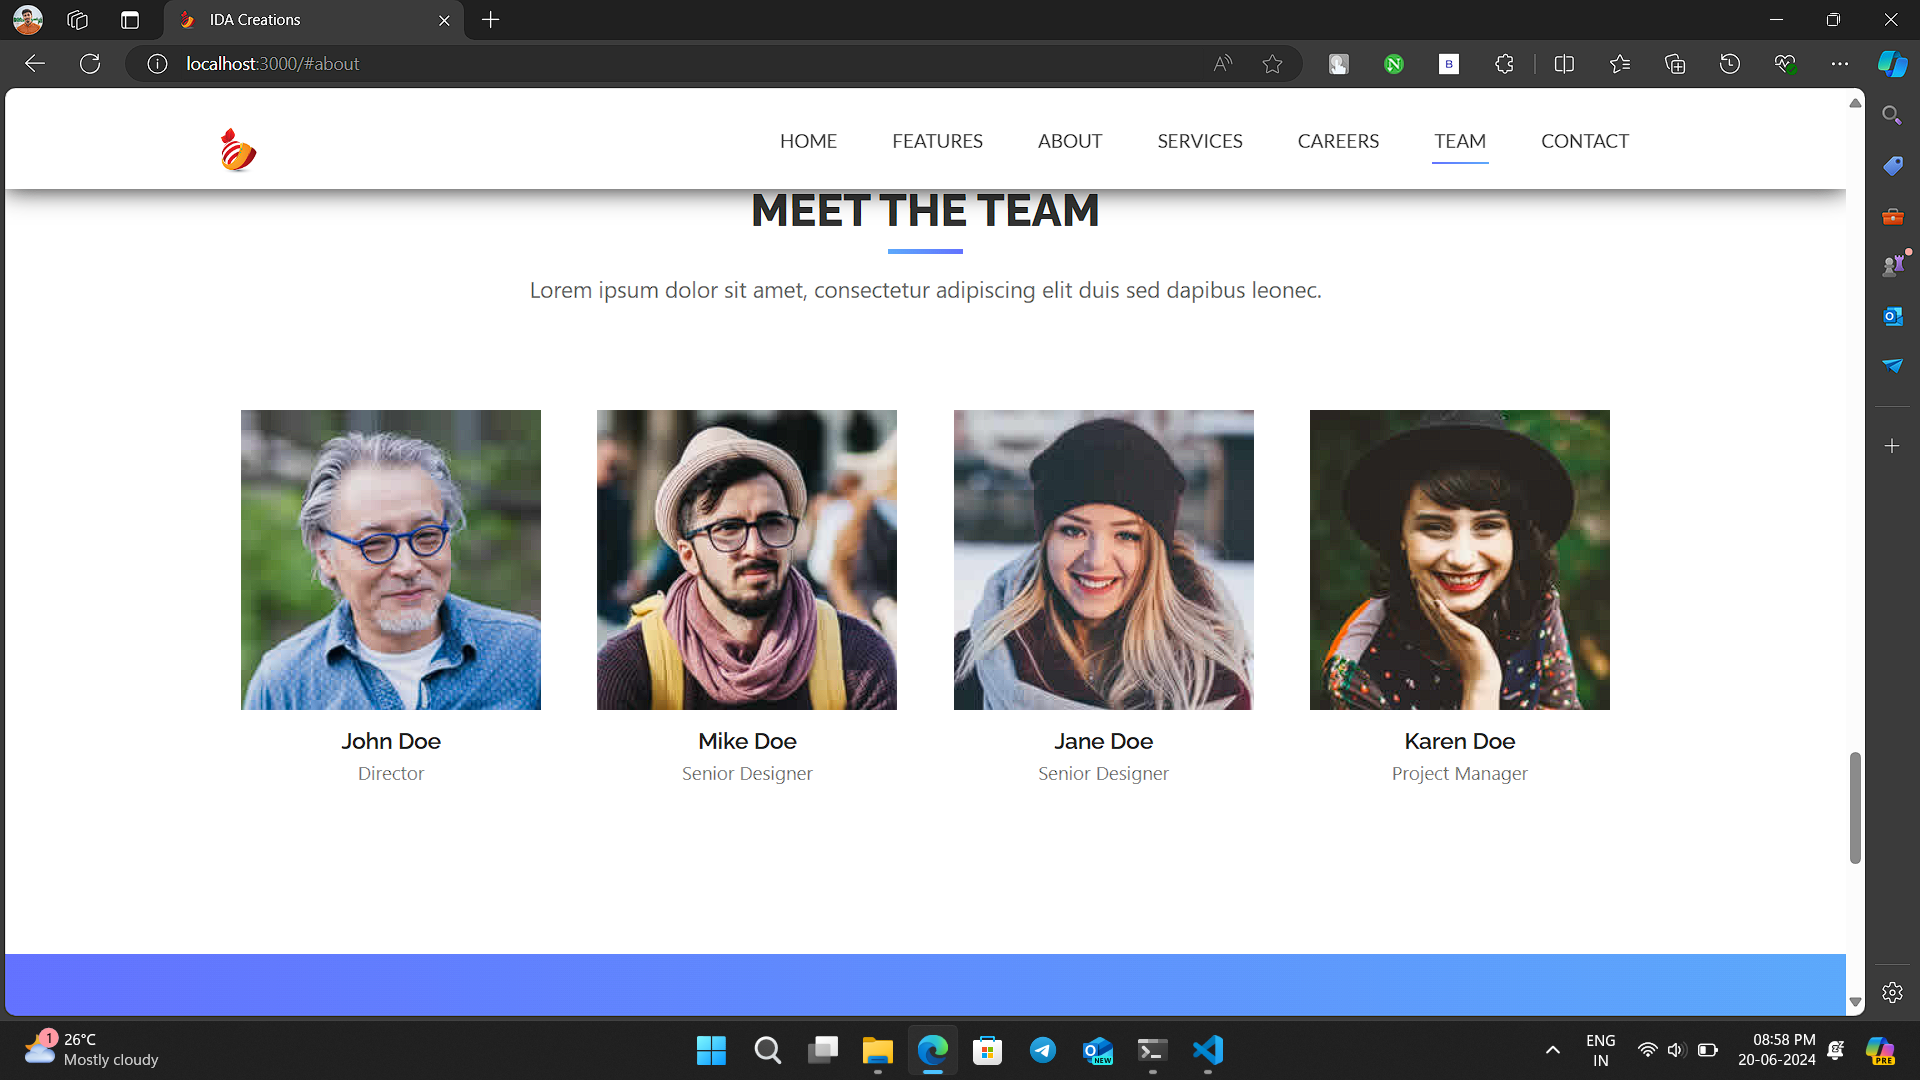 IDA Creations
localhost:3000/#about
HOME FEATURES ABOUT SERVICES CAREERS TEAM CONTACT
MEET THE TEAM
Lorem ipsum dolor sit amet, consectetur adipiscing elit duis sed dapibus leonec.
John Doe
Director
Mike Doe
Senior Designer
Jane Doe
Senior Designer
Karen Doe
Project Manager
1
26°C
Mostly cloudy
NEW
ENG
IN
08:58 PM
20-06-2024
PRE